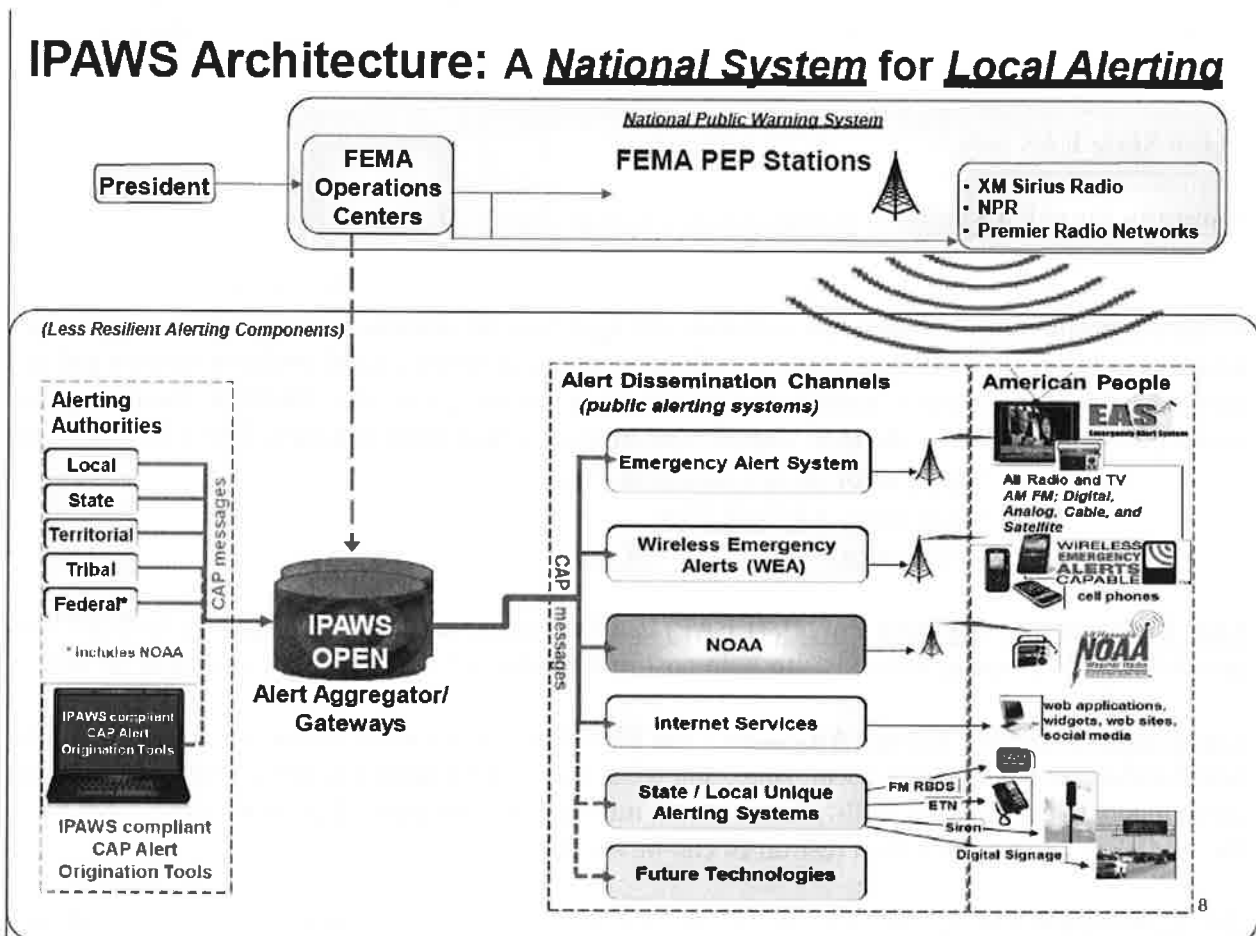 IPAWS Architecture: A National System for Local Alerting
National Public Warning System
President
FEMA
Operations
Centers
FEMA PEP Stations
• XM Sirius Radio
• NPR
• Premier Radio Networks
(Less Resilient Alerting Components)
Alerting
Authorities
Local
State
Territorial
Tribal
Federal*
* includes NOAA
CAP messages
IPAWS compliant
CAP Alert
Origination Tools
IPAWS compliant
CAP Alert
Origination Tools
IPAWS
OPEN
Alert Aggregator/
Gateways
CAP messages
Alert Dissemination Channels
(public alerting systems)
Emergency Alert System
Wireless Emergency
Alerts (WEA)
NOAA
Internet Services
State / Local Unique
Alerting Systems
Future Technologies
FM RBDS
ETN
Siren
Digital Signage
American People
EAS
Emergency Alert System
All Radio and TV
AM FM; Digital,
Analog, Cable, and
Satellite
WIRELESS
EMERGENCY
ALERTS
CAPABLE
cell phones
NOAA
web applications,
widgets, web sites,
social media
8